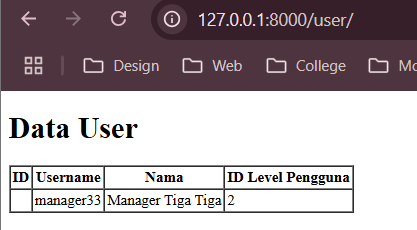 127.0.0.1:8000/user/
Design Web College
Data User
ID Username Nama ID Level Pengguna
manager33 Manager Tiga Tiga 2